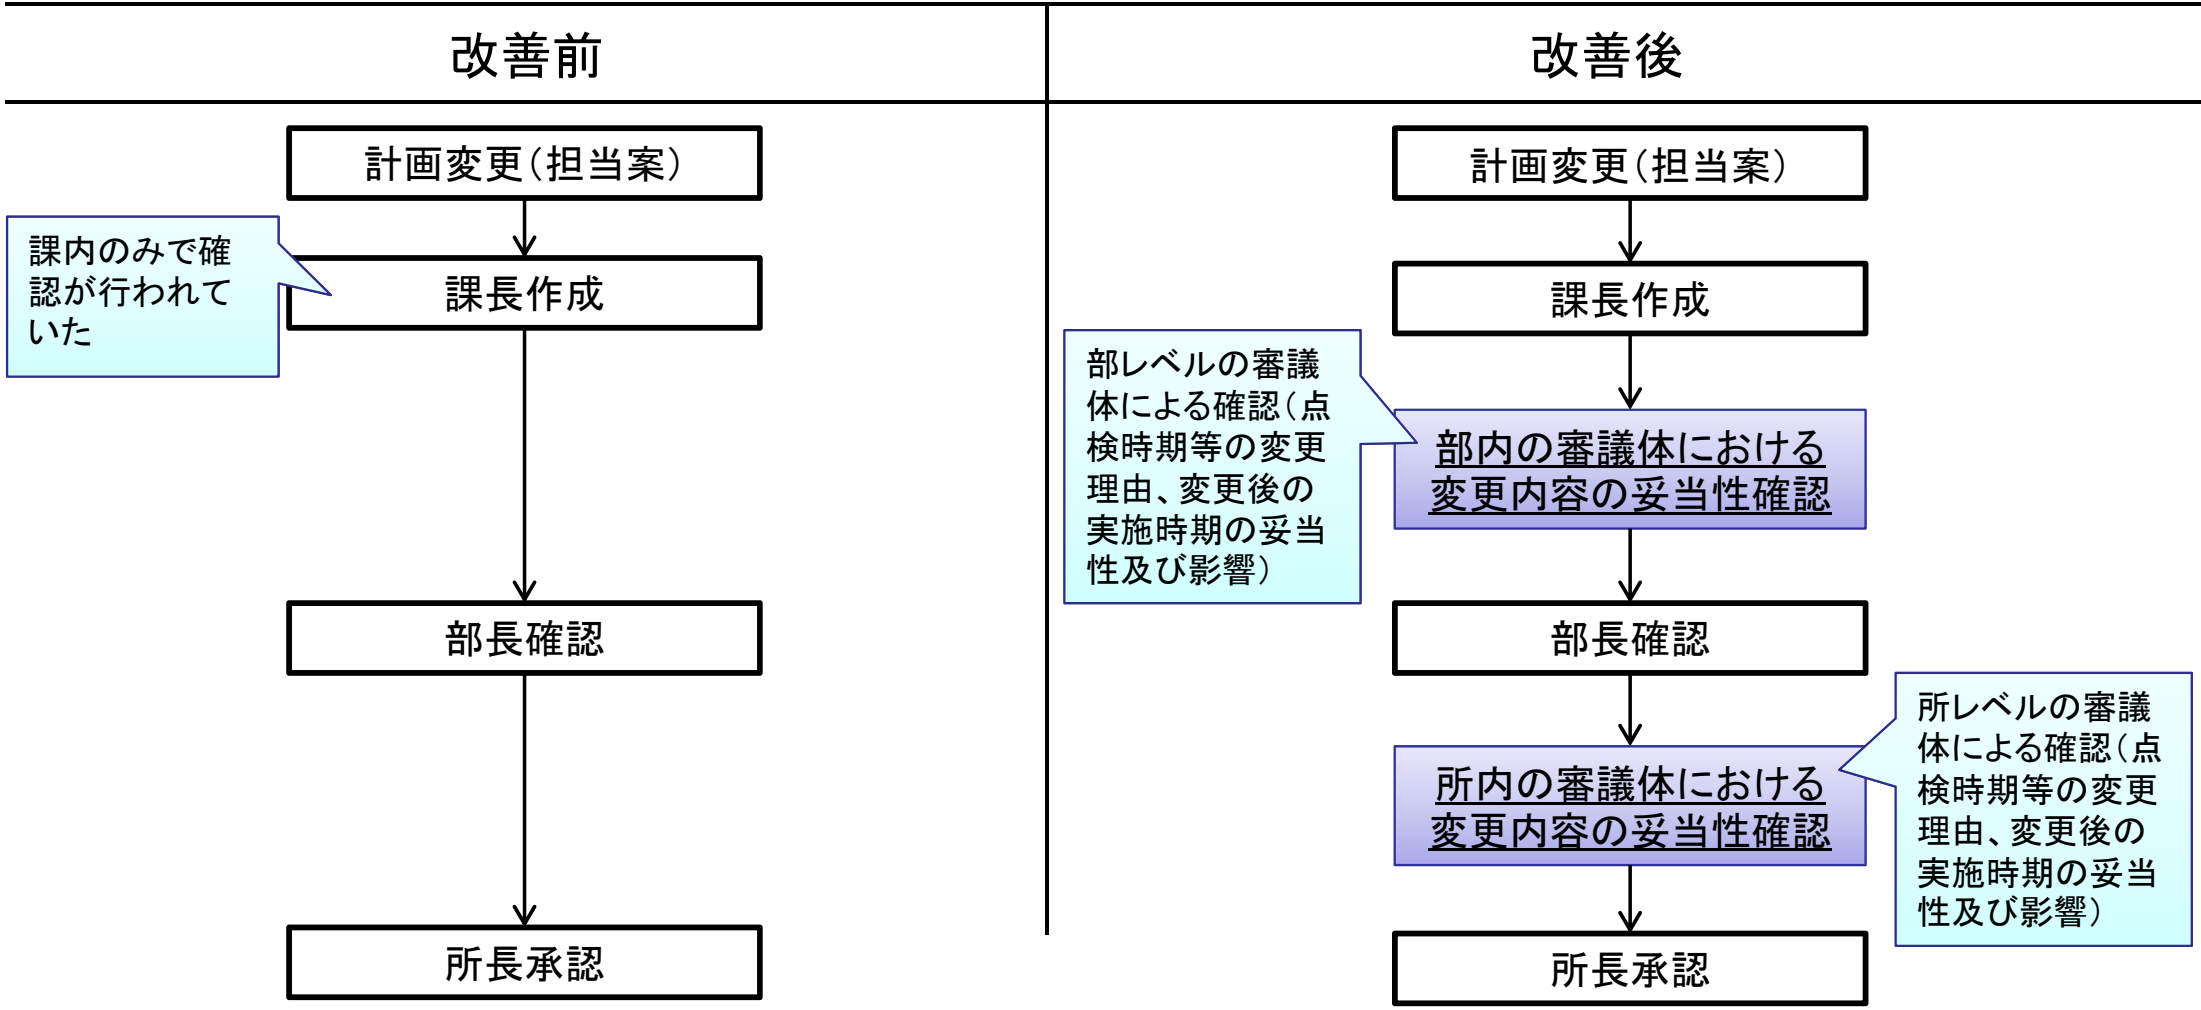 改善前
計画変更（担当案）
課内のみで確
認が行われて
いた
課長作成
部長確認
所長承認
改善後
計画変更（担当案）
課長作成
部レベルの審議
体による確認（点
検時期等の変更
理由、変更後の
実施時期の妥当
性及び影響）
部内の審議体における
変更内容の妥当性確認
部長確認
所レベルの審議
体による確認（点
検時期等の変更
理由、変更後の
実施時期の妥当
性及び影響）
所内の審議体における
変更内容の妥当性確認
所長承認